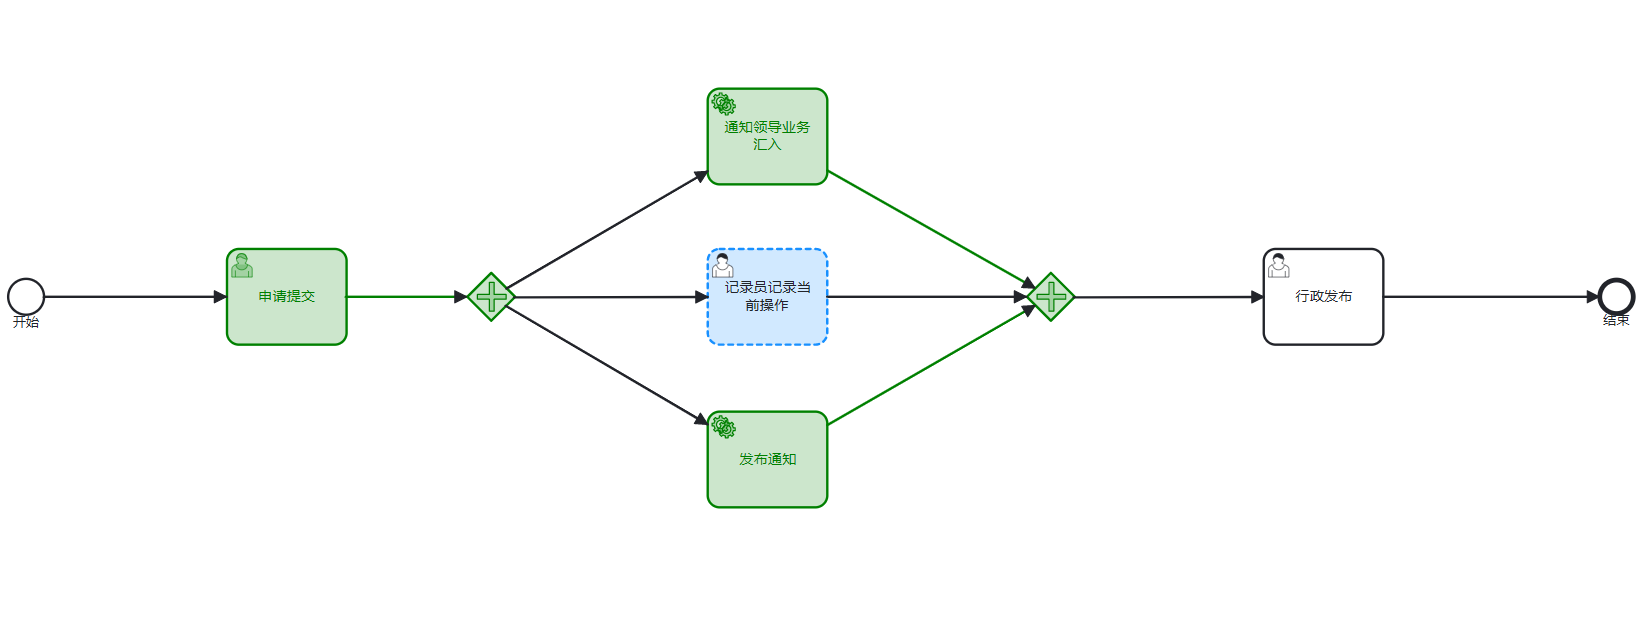 开始
申请提交
通知领导业务
汇入
记录员记录当
前操作
发布通知
行政发布
结束